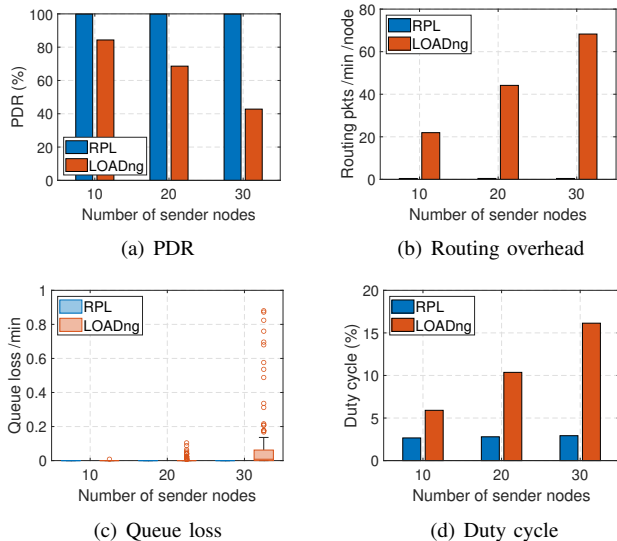 100
80
60
40
20
0
PDR (%)
RPL
LOADng
10 20 30
Number of sender nodes
(a) PDR
80
60
40
20
0
Routing pkts /min /node
RPL
LOADng
10 20 30
Number of sender nodes
(b) Routing overhead
1
0.8
0.6
0.4
0.2
0
Queue loss /min
RPL
LOADng
10 20 30
Number of sender nodes
(c) Queue loss
20
15
10
5
0
Duty cycle (%)
RPL
LOADng
10 20 30
Number of sender nodes
(d) Duty cycle